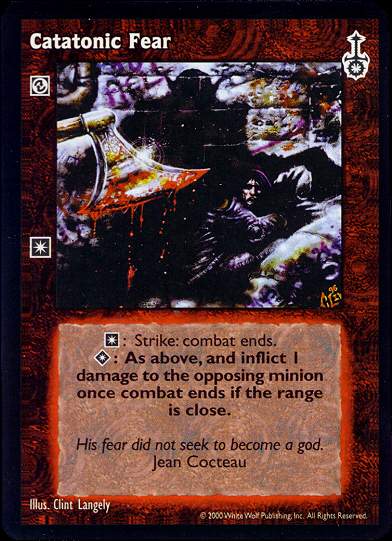 Catatonic Fear
: Strike: combat ends.
: As above, and inflict 1
damage to the opposing minion
once combat ends if the range
is close.
His fear did not seek to become a god.
Jean Cocteau
Illus. Clint Langely
© 2000 White Wolf Publishing, Inc. All Rights Reserved.